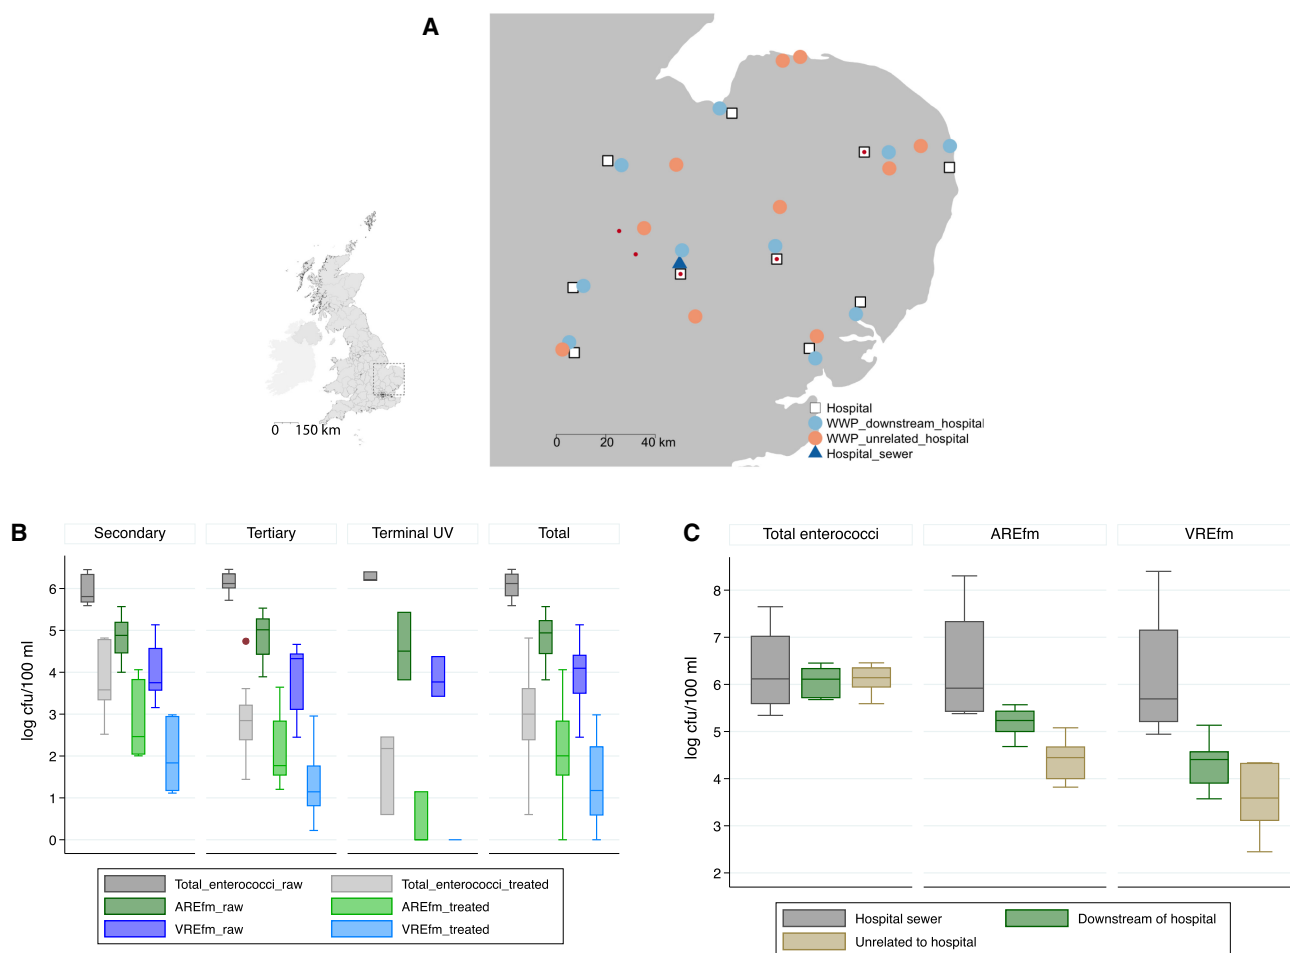 A
Hospital
WWP_downstream_hospital
WWP_unrelated_hospital
Hospital_sewer
0 20 40 km
0 150 km
B
Secondary Tertiary Terminal UV Total
log cfu/100 ml
6
5
4
3
2
1
0
Total_enterococci_raw Total_enterococci_treated
AREfm_raw AREfm_treated
VREfm_raw VREfm_treated
C
Total enterococci AREfm VREfm
log cfu/100 ml
8
7
6
5
4
3
2
Hospital sewer Downstream of hospital
Unrelated to hospital